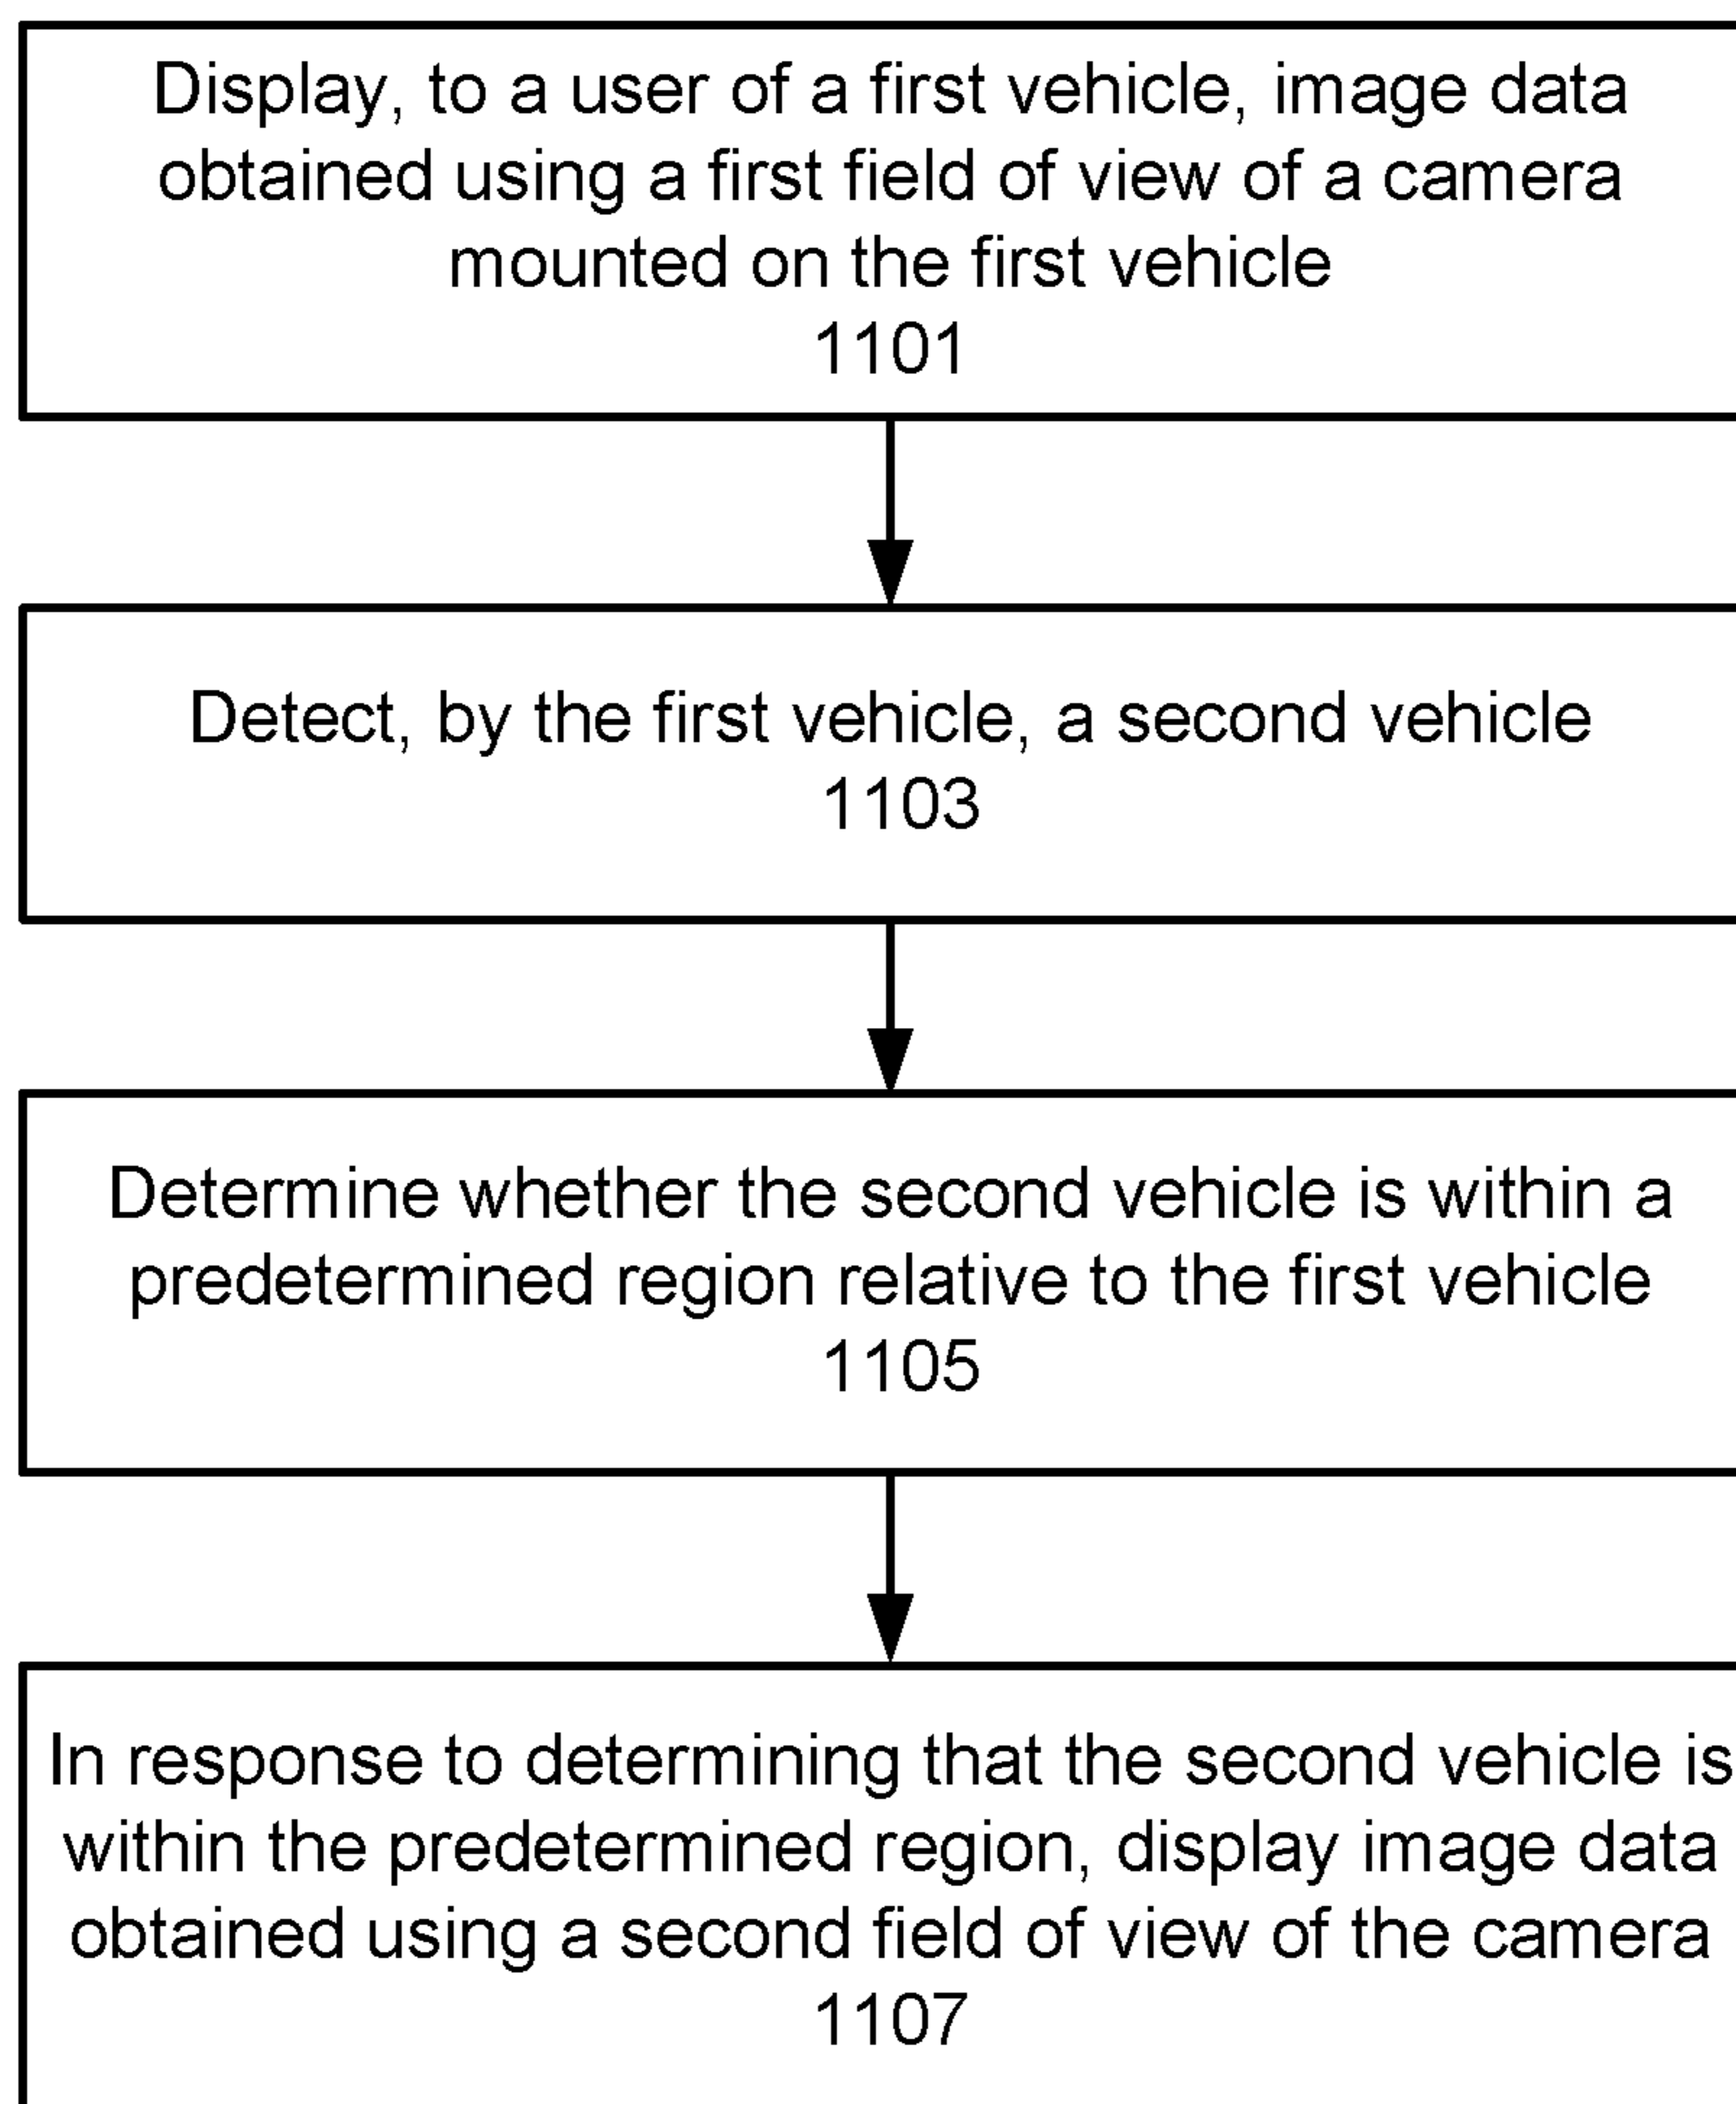 Display, to a user of a first vehicle, image data
obtained using a first field of view of a camera
mounted on the first vehicle
1101
Detect, by the first vehicle, a second vehicle
1103
Determine whether the second vehicle is within a
predetermined region relative to the first vehicle
1105
In response to determining that the second vehicle is
within the predetermined region, display image data
obtained using a second field of view of the camera
1107